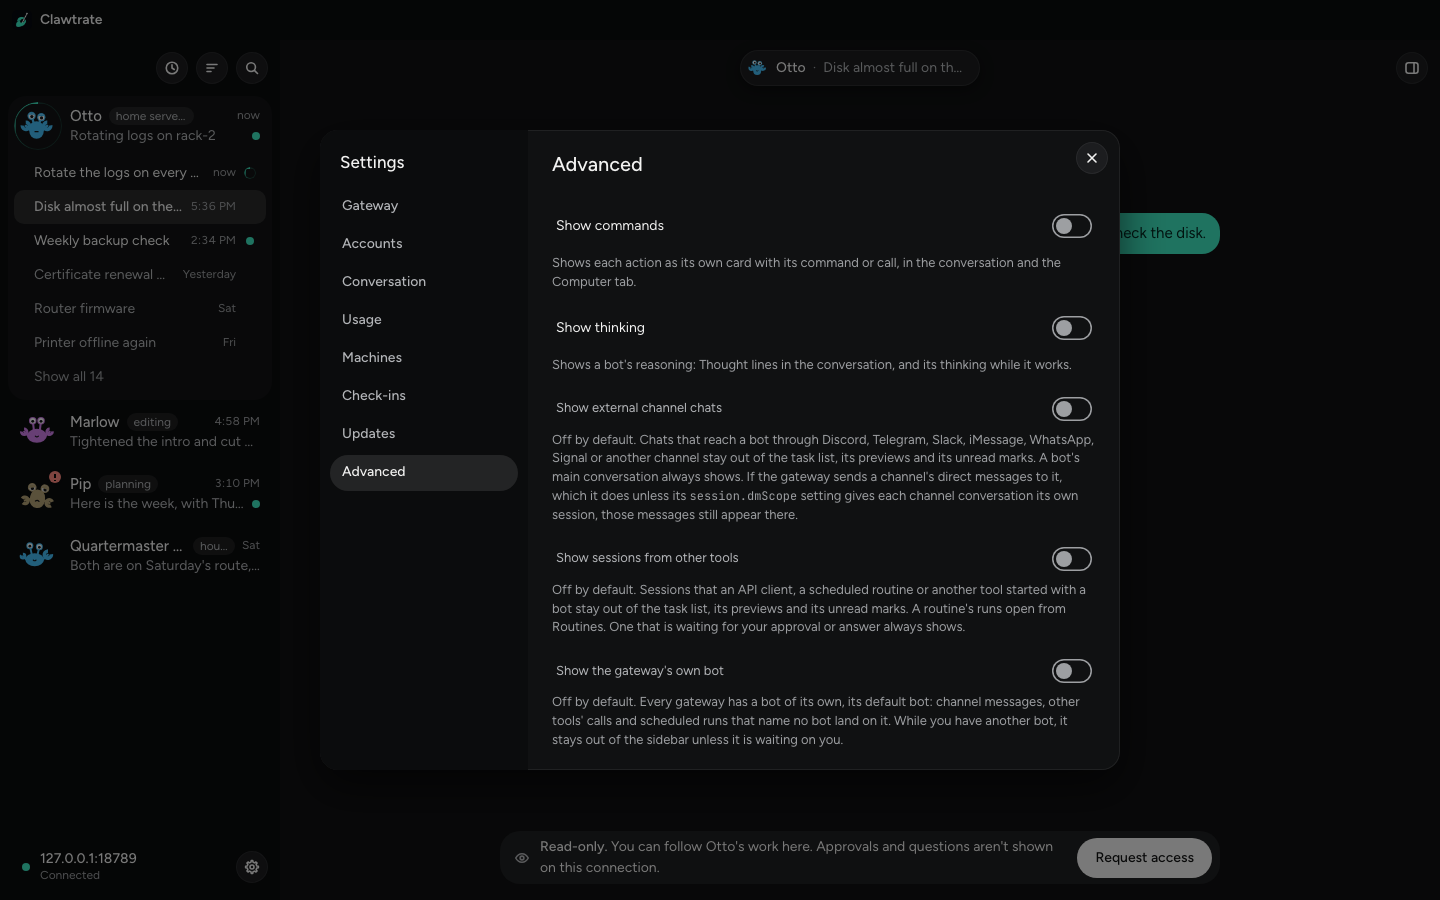 Clawtrate
Otto home serve... now
Rotating logs on rack-2
Rotate the logs on every ... now
Disk almost full on the... 5:36 PM
Weekly backup check 2:34 PM
Certificate renewal ... Yesterday
Router firmware Sat
Printer offline again Fri
Show all 14
Marlow editing 4:58 PM
Tightened the intro and cut ...
Pip planning 3:10 PM
Here is the week, with Thu...
Quartermaster ... hou... Sat
Both are on Saturday's route,...
127.0.0.1:18789
Connected
Otto · Disk almost full on th...
check the disk.
Settings
Gateway
Accounts
Conversation
Usage
Machines
Check-ins
Updates
Advanced
Advanced
Show commands
Shows each action as its own card with its command or call, in the conversation and the
Computer tab.
Show thinking
Shows a bot's reasoning: Thought lines in the conversation, and its thinking while it works.
Show external channel chats
Off by default. Chats that reach a bot through Discord, Telegram, Slack, iMessage, WhatsApp,
Signal or another channel stay out of the task list, its previews and its unread marks. A bot's
main conversation always shows. If the gateway sends a channel's direct messages to it,
which it does unless its session.dmScope setting gives each channel conversation its own
session, those messages still appear there.
Show sessions from other tools
Off by default. Sessions that an API client, a scheduled routine or another tool started with a
bot stay out of the task list, its previews and its unread marks. A routine's runs open from
Routines. One that is waiting for your approval or answer always shows.
Show the gateway's own bot
Off by default. Every gateway has a bot of its own, its default bot: channel messages, other
tools' calls and scheduled runs that name no bot land on it. While you have another bot, it
stays out of the sidebar unless it is waiting on you.
Read-only. You can follow Otto's work here. Approvals and questions aren't shown
on this connection.
Request access